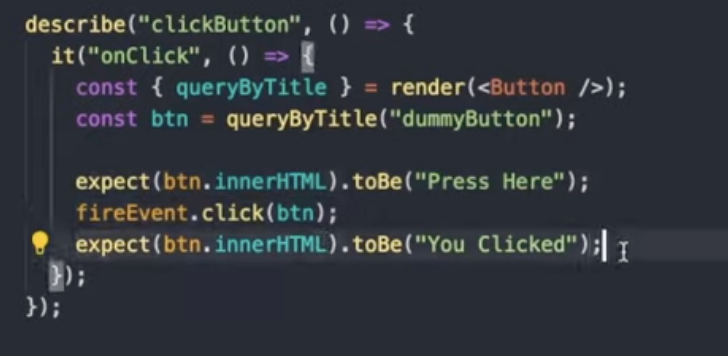 describe("clickButton", () => {
  it("onClick", () => {
    const { queryByTitle } = render(<Button />);
    const btn = queryByTitle("dummyButton");

    expect(btn.innerHTML).toBe("Press Here");
    fireEvent.click(btn);
    expect(btn.innerHTML).toBe("You Clicked");
  });
});